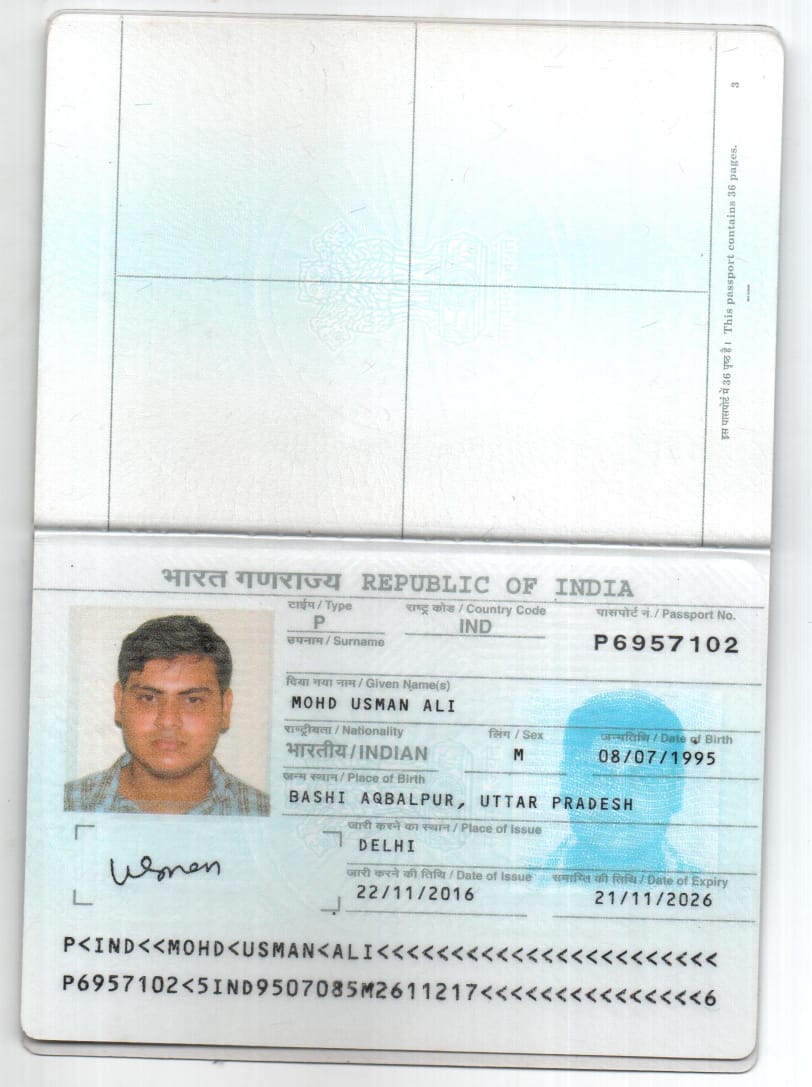 3
इस पासपोर्ट में 36 पृष्ठ हैं । This passport contains 36 pages.
भारत गणराज्य REPUBLIC OF INDIA
टाईप / Type
राष्ट्र कोड / Country Code
पासपोर्ट नं. / Passport No.
P
IND
P6957102
उपनाम / Surname
दिया गया नाम / Given Name(s)
MOHD USMAN ALI
राष्ट्रीयता / Nationality
लिंग / Sex
जन्मतिथि / Date of Birth
भारतीय / INDIAN
M
08/07/1995
जन्म स्थान / Place of Birth
BASHI AQBALPUR, UTTAR PRADESH
जारी करने का स्थान / Place of Issue
DELHI
Usman
जारी करने की तिथि / Date of Issue
समाप्ति की तिथि / Date of Expiry
22/11/2016
21/11/2026
P<IND<<MOHD<USMAN<ALI<<<<<<<<<<<<<<<<<<<<<<<
P6957102<5IND9507085M2611217<<<<<<<<<<<<<<<6